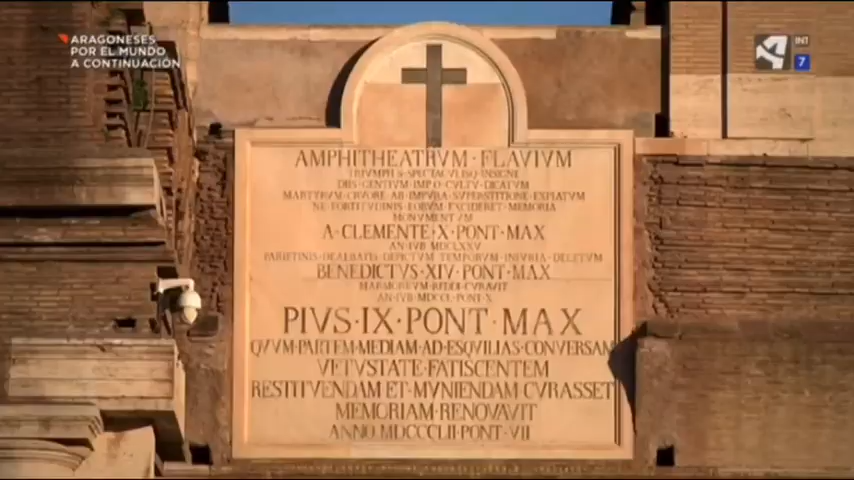 ARAGONESES
POR EL MUNDO
A CONTINUACIÓN
INT
7
AMPHITHEATRVM · FLAVIVM
TRIVMPHIS · SPECTACVLISQ · INSIGNE
DIIS · GENTIVM · IMPIO · CVLTV · DICATVM
MARTYRVM · CRVORE · AB · IMPVRA · SVPERSTITIONE · EXPIATVM
NE · FORTITVDINIS · EORVM · EXCIDERET · MEMORIA
MONVMENTVM
A · CLEMENTE · X · PONT · MAX
AN · IVB · MDCLXXV
PARIETINIS · DEALBATIS · DEPICTVM · TEMPORVM · INIVRIA · DELETVM
BENEDICTVS · XIV · PONT · MAX
MARMOREVM · REDDI · CVRAVIT
AN · IVB · MDCCL · PONT · X
PIVS · IX · PONT · MAX
QVVM · PARTEM · MEDIAM · AD · ESQVILIAS · CONVERSAM
VETVSTATE · FATISCENTEM
RESTITVENDAM · ET · MVNIENDAM · CVRASSET
MEMORIAM · RENOVAVIT
ANNO · MDCCCLII · PONT · VII